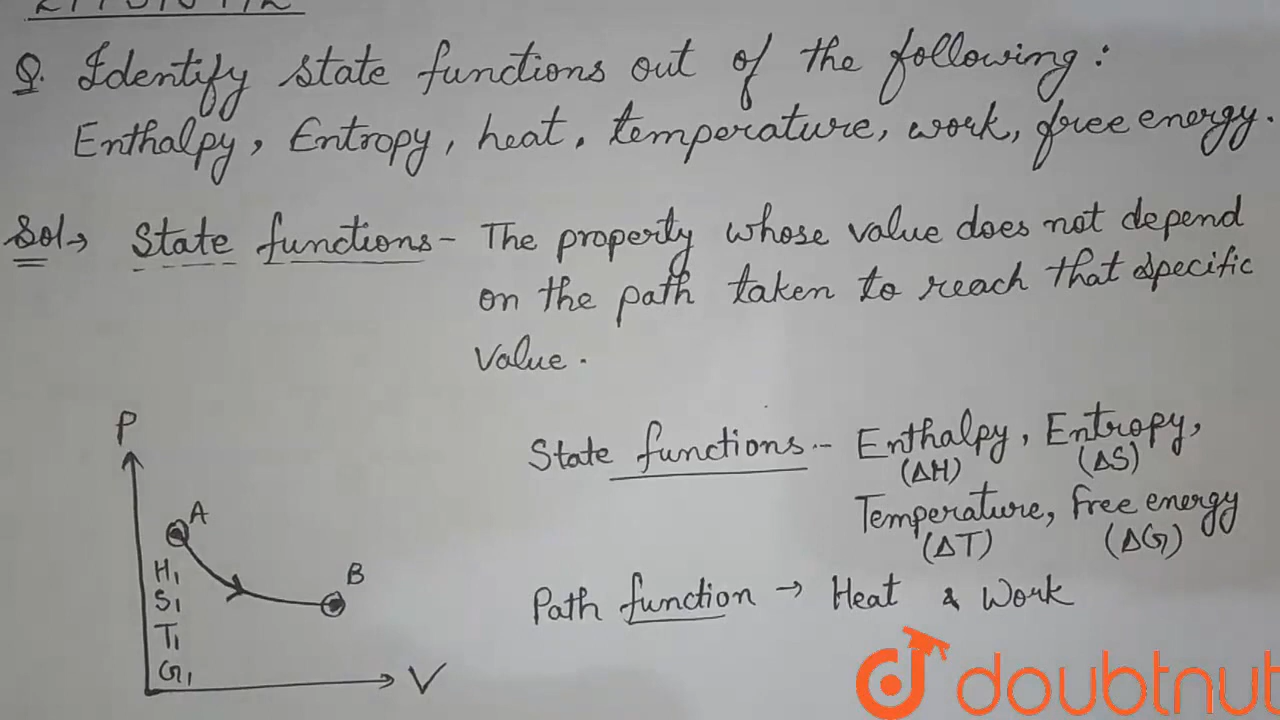 Q. Identify state functions out of the following:
Enthalpy, Entropy, heat, temperature, work, free energy.
Sol→ State functions - The property whose value does not depend
on the path taken to reach that specific
value.
P
A
B
H₁
S₁
T₁
G₁
V
State functions:- Enthalpy, Entropy,
(ΔH) (ΔS)
Temperature, Free energy
(ΔT) (ΔG)
Path function → Heat & Work
doubtnut